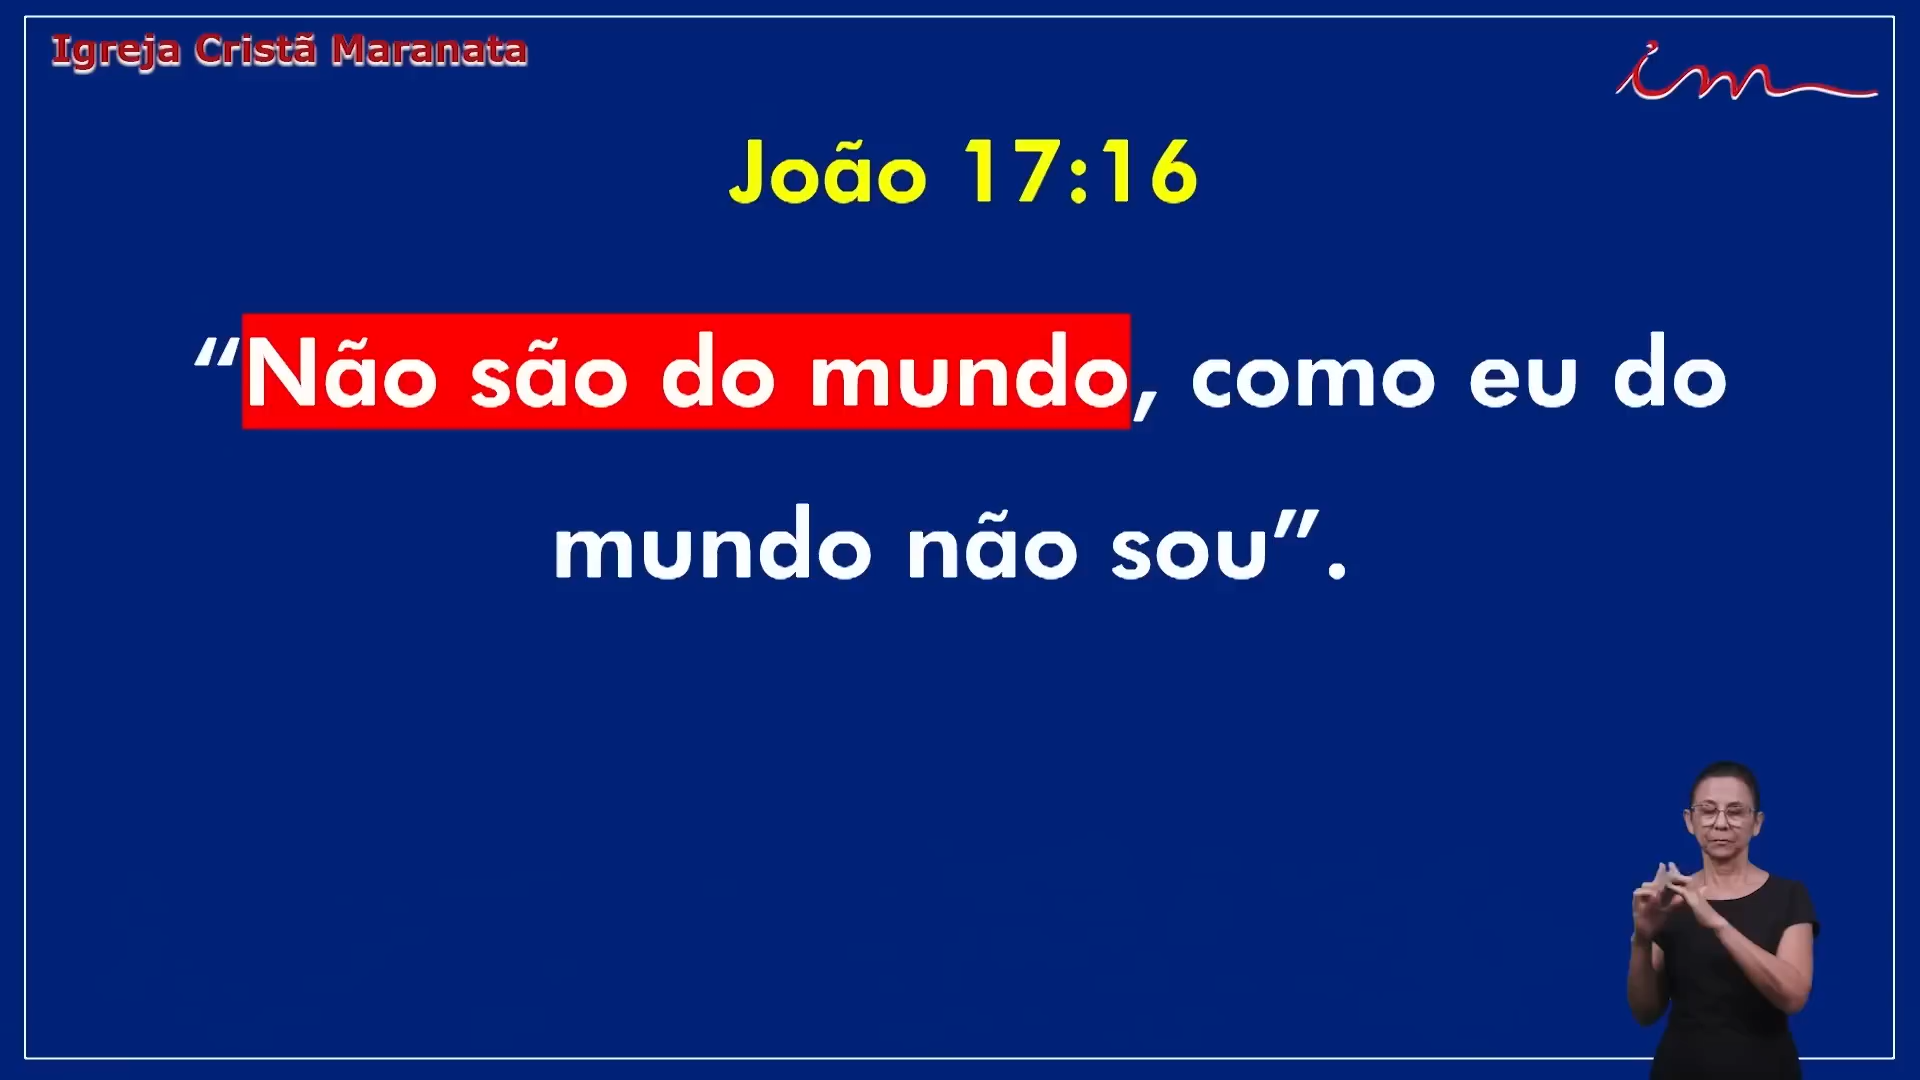 Igreja Cristã Maranata
im
João 17:16
“Não são do mundo, como eu do
mundo não sou”.